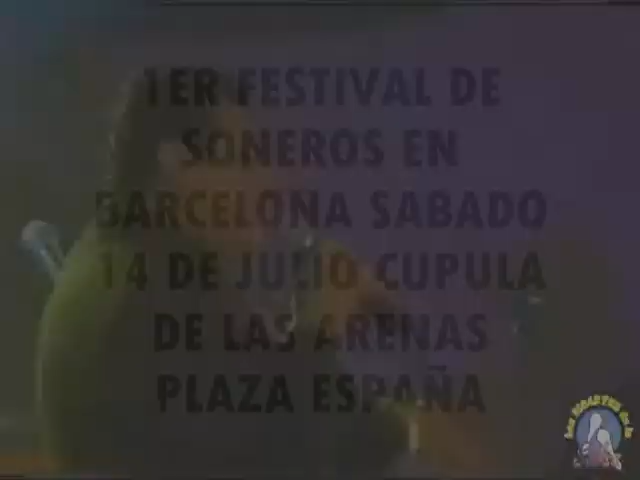 1ER FESTIVAL DE
SONEROS EN
BARCELONA SABADO
14 DE JULIO CUPULA
DE LAS ARENAS
PLAZA ESPAÑA